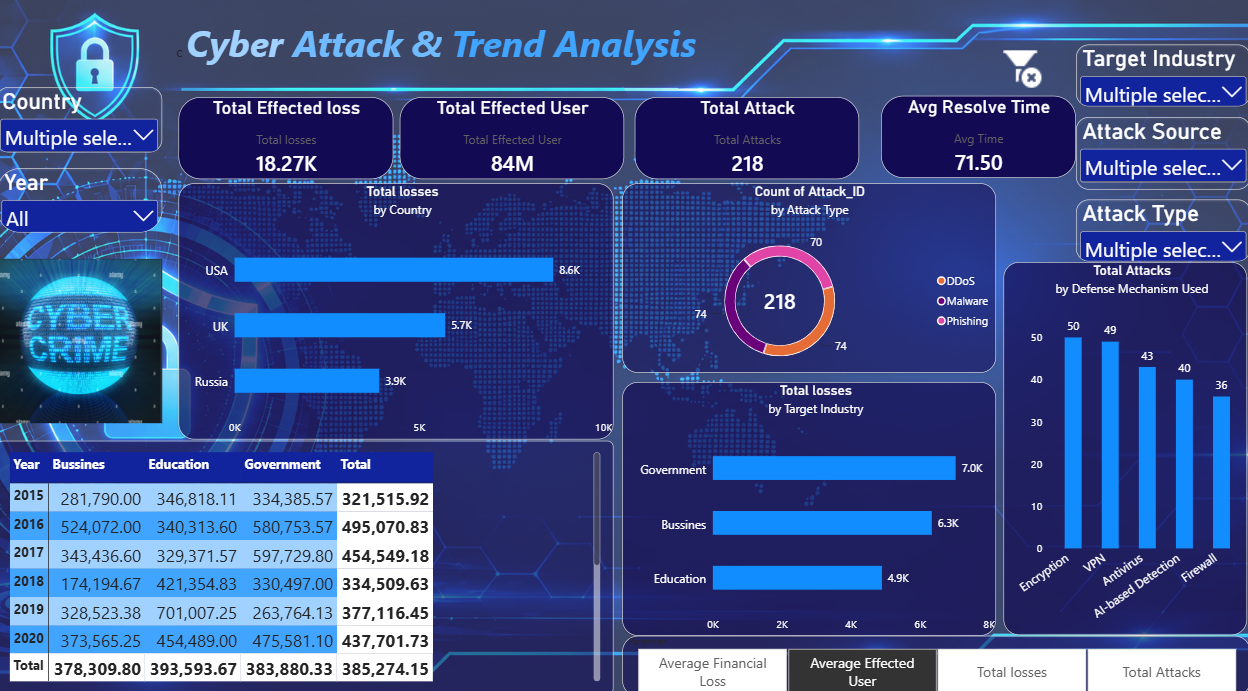 Cyber Attack & Trend Analysis
Country
Multiple sele...
Year
All
CYBER
CRIME
Total Effected loss
Total losses
18.27K
Total Effected User
Total Effected User
84M
Total Attack
Total Attacks
218
Avg Resolve Time
Avg Time
71.50
Target Industry
Multiple selec...
Attack Source
Multiple selec...
Attack Type
Multiple selec...
Total losses
by Country
USA 8.6K
UK 5.7K
Russia 3.9K
0K 5K 10K
Count of Attack_ID
by Attack Type
70
74
218
74
DDoS
Malware
Phishing
Total losses
by Target Industry
Government 7.0K
Bussines 6.3K
Education 4.9K
0K 2K 4K 6K 8K
Total Attacks
by Defense Mechanism Used
50 49 43 40 36
50
40
30
20
10
0
Encryption VPN Antivirus AI-based Detection Firewall
Year Bussines Education Government Total
2015 281,790.00 346,818.11 334,385.57 321,515.92
2016 524,072.00 340,313.60 580,753.57 495,070.83
2017 343,436.60 329,371.57 597,729.80 454,549.18
2018 174,194.67 421,354.83 330,497.00 334,509.63
2019 328,523.38 701,007.25 263,764.13 377,116.45
2020 373,565.25 454,489.00 475,581.10 437,701.73
Total 378,309.80 393,593.67 383,880.33 385,274.15
Average Financial
Loss
Average Effected
User
Total losses
Total Attacks